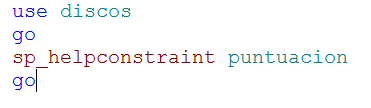 use discos
go
sp_helpconstraint puntuacion
go